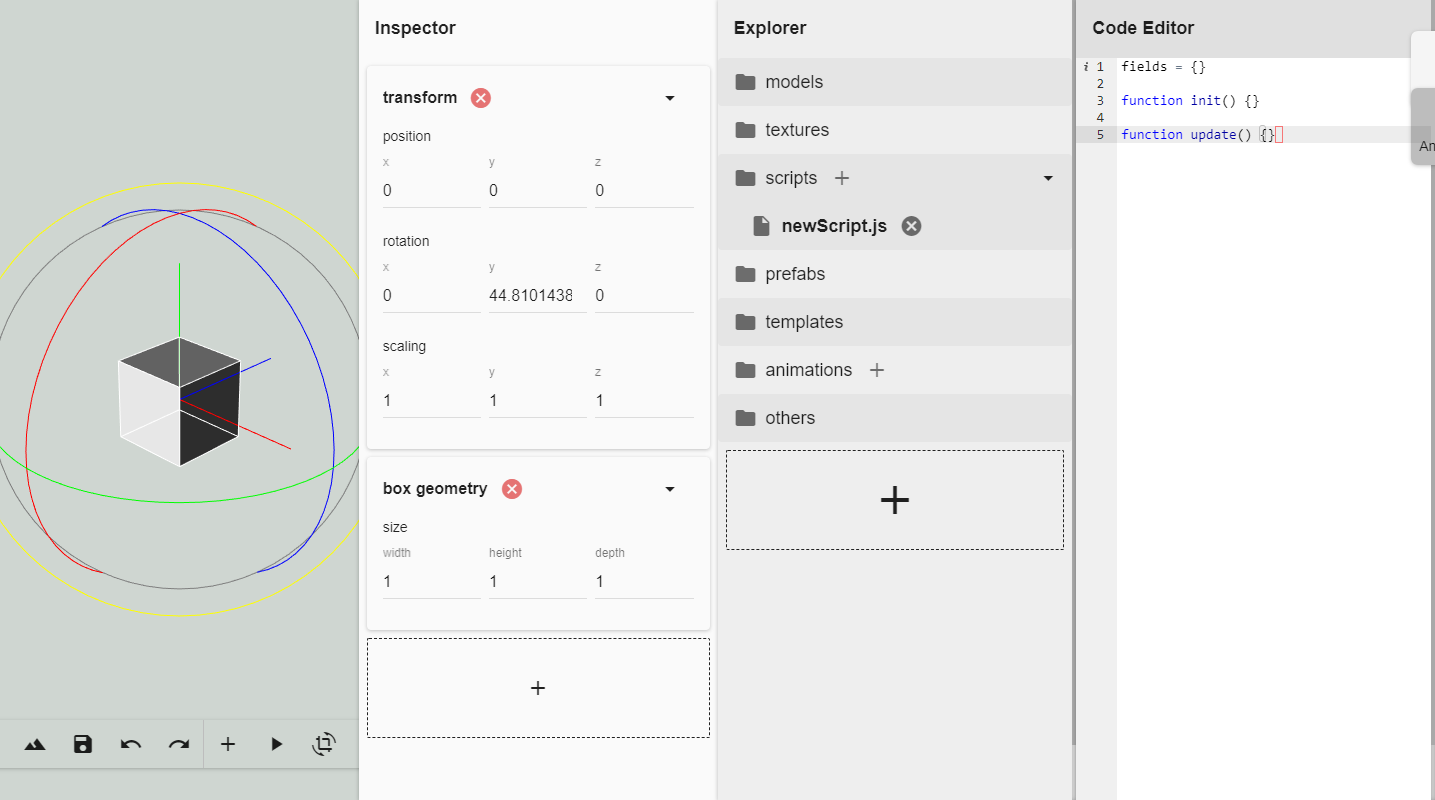 Inspector
transform
position
x y z
0 0 0
rotation
x y z
0 44.8101438 0
scaling
x y z
1 1 1
box geometry
size
width height depth
1 1 1
Explorer
models
textures
scripts
newScript.js
prefabs
templates
animations
others
Code Editor
i 1 fields = {}
2
3 function init() {}
4
5 function update() {}
An